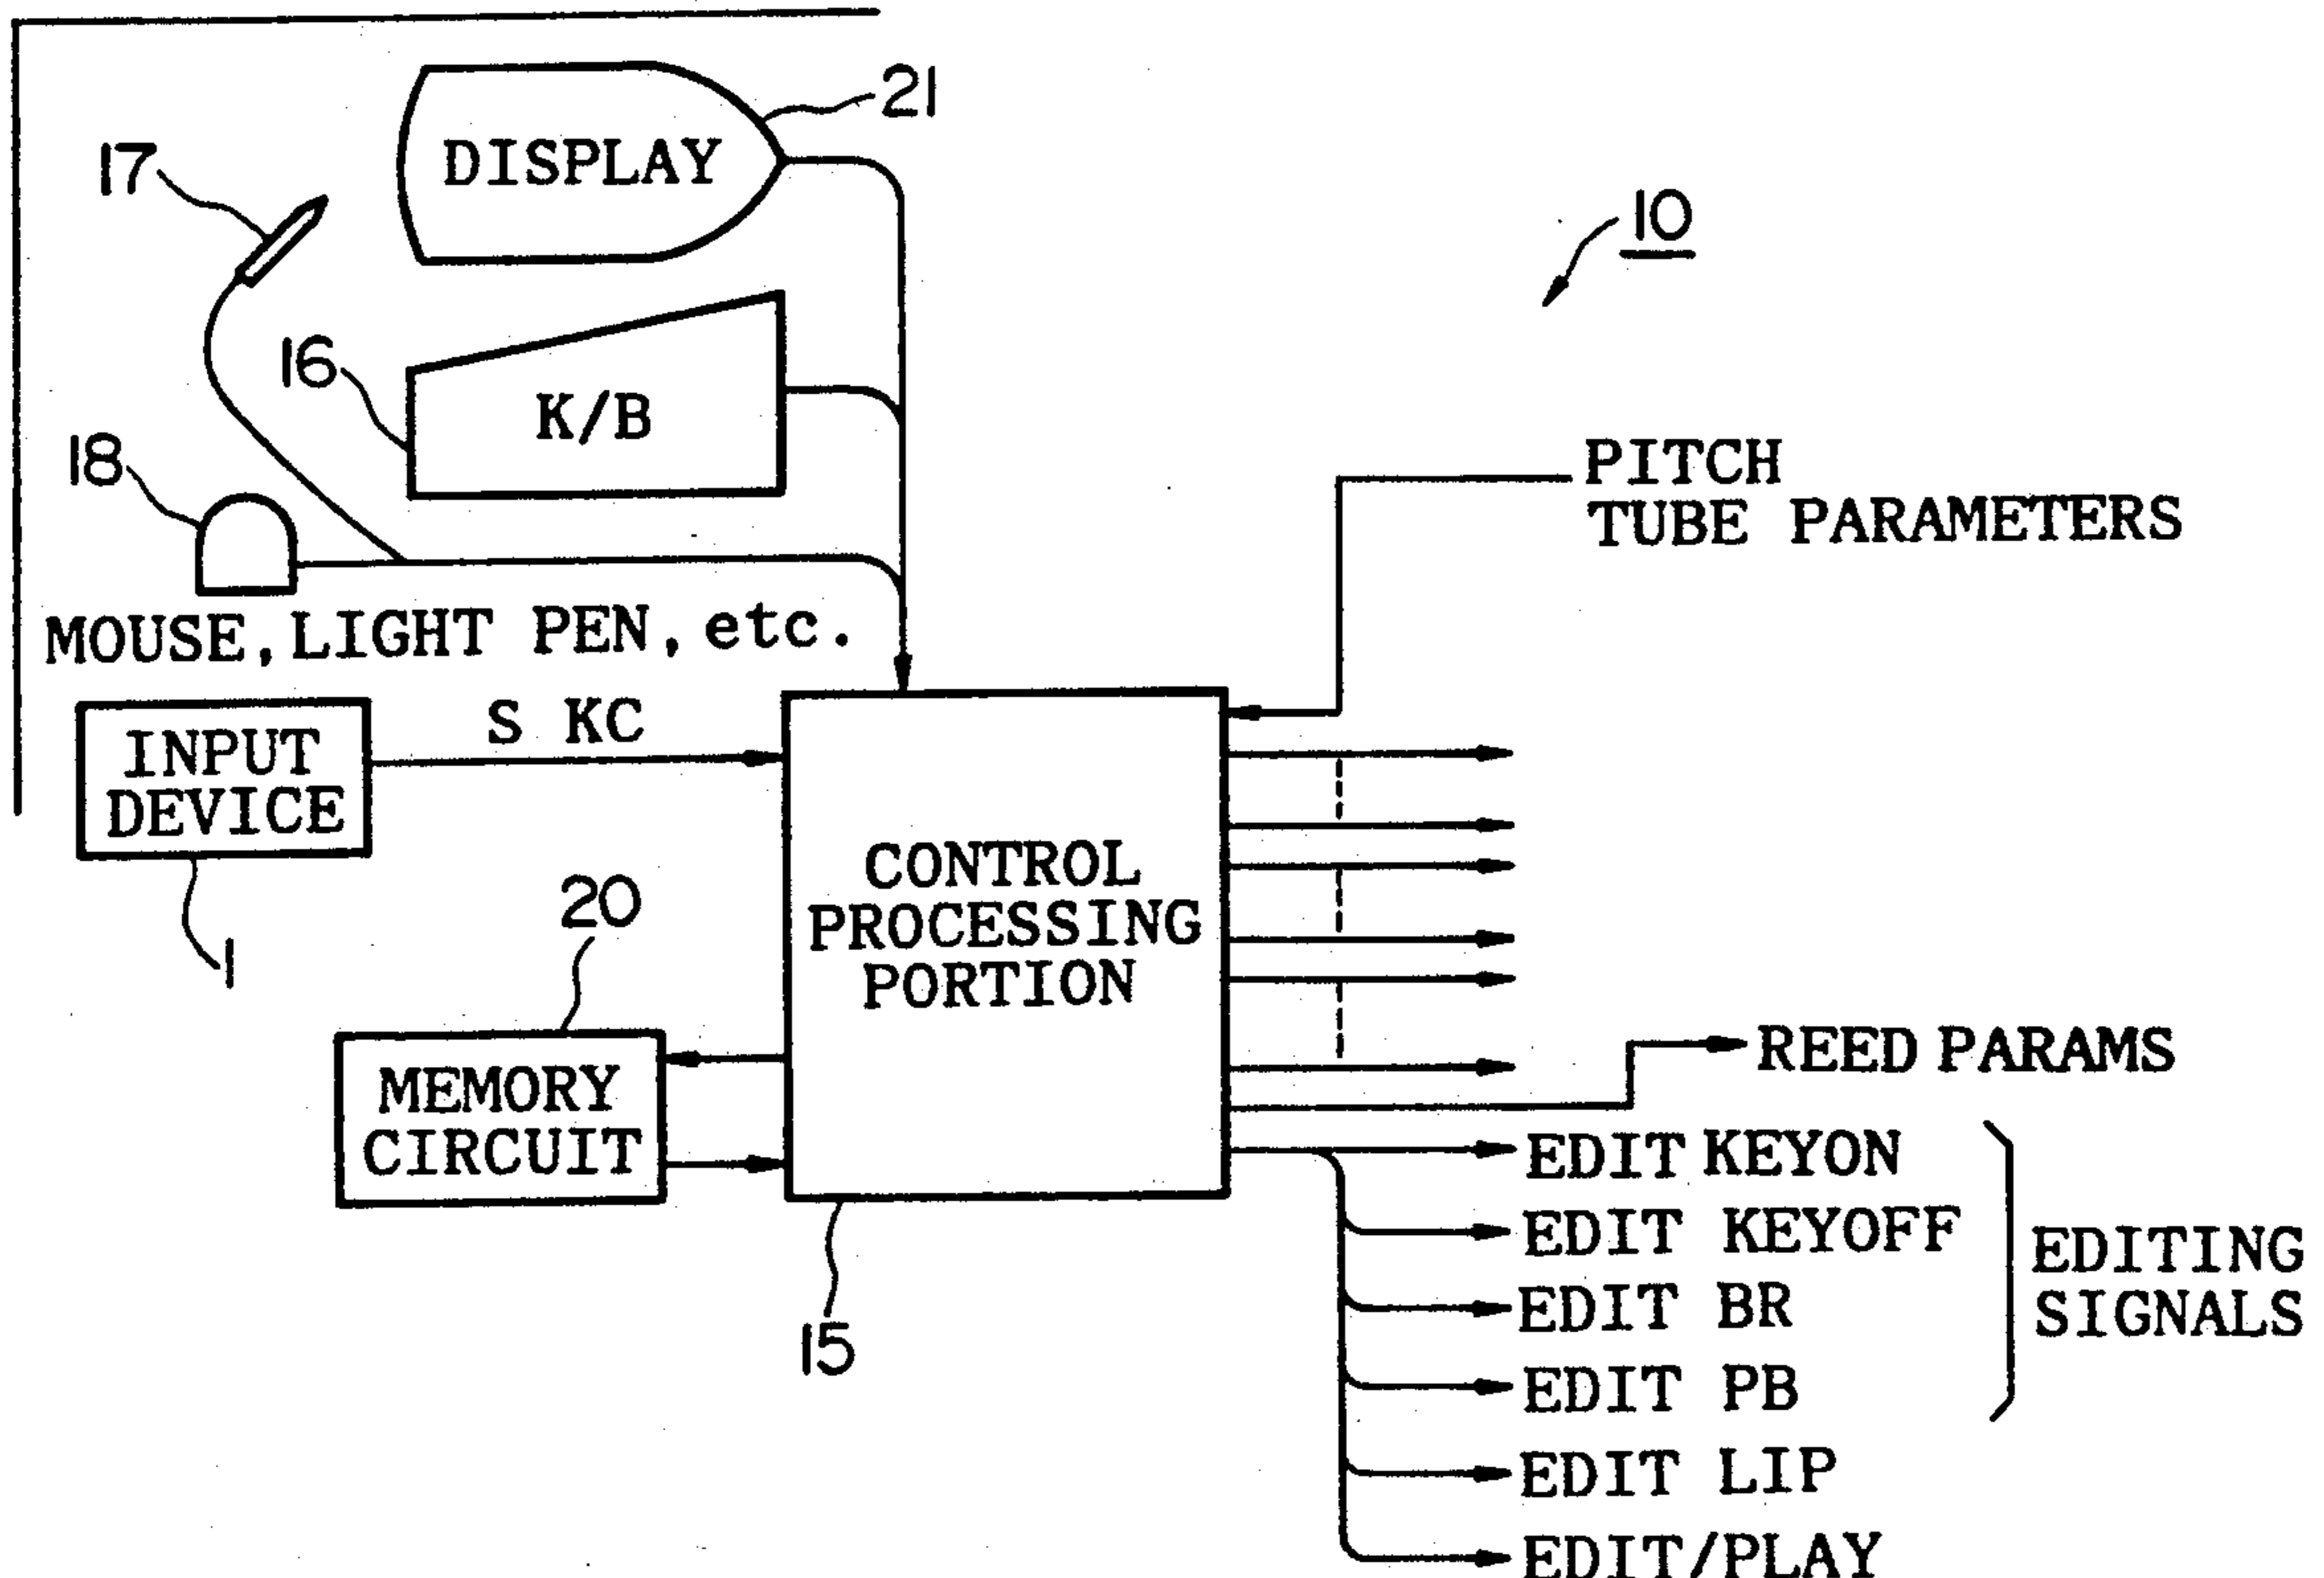 21
DISPLAY
17
10
16
K/B
18
PITCH
TUBE PARAMETERS
MOUSE, LIGHT PEN, etc.
S KC
INPUT
DEVICE
1
CONTROL
PROCESSING
PORTION
20
MEMORY
CIRCUIT
15
REED PARAMS
EDIT KEYON
EDIT KEYOFF
EDIT BR
EDIT PB
EDIT LIP
EDIT/PLAY
EDITING
SIGNALS